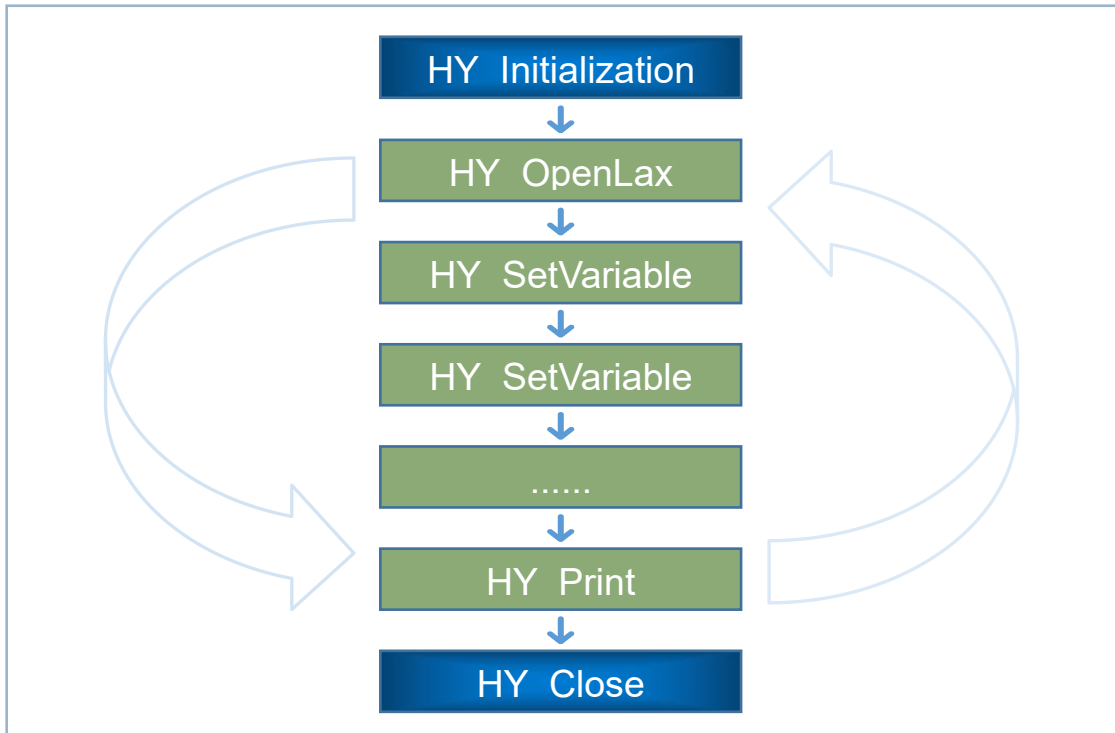 HY Initialization
HY OpenLax
HY SetVariable
HY SetVariable
......
HY Print
HY Close